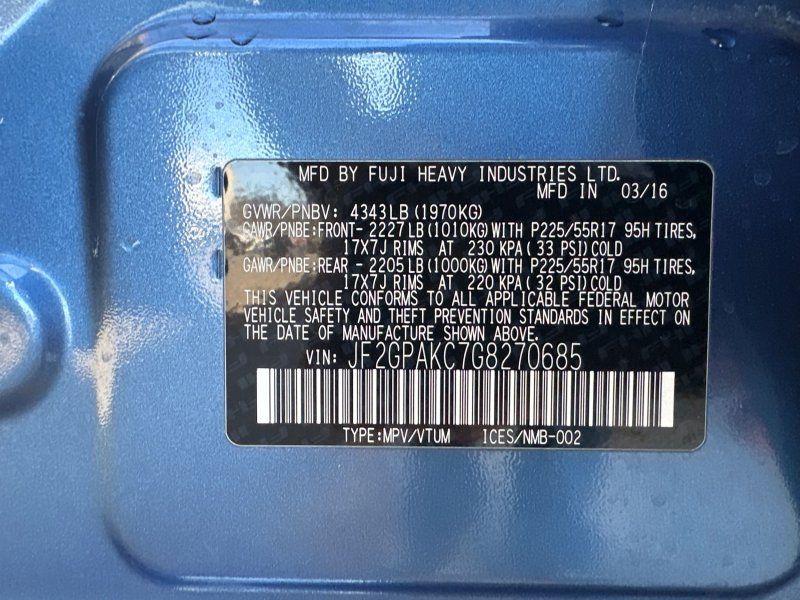 MFD BY FUJI HEAVY INDUSTRIES LTD.
MFD IN 03/16
GVWR/PNBV: 4343LB (1970KG)
GAWR/PNBE:FRONT- 2227 LB (1010KG) WITH P225/55R17 95H TIRES,
17X7J RIMS AT 230 KPA ( 33 PSI) COLD
GAWR/PNBE:REAR - 2205 LB (1000KG) WITH P225/55R17 95H TIRES,
17X7J RIMS AT 220 KPA ( 32 PSI) COLD
THIS VEHICLE CONFORMS TO ALL APPLICABLE FEDERAL MOTOR
VEHICLE SAFETY AND THEFT PREVENTION STANDARDS IN EFFECT ON
THE DATE OF MANUFACTURE SHOWN ABOVE.
VIN: JF2GPAKC7G8270685
TYPE:MPV/VTUM ICES/NMB-002